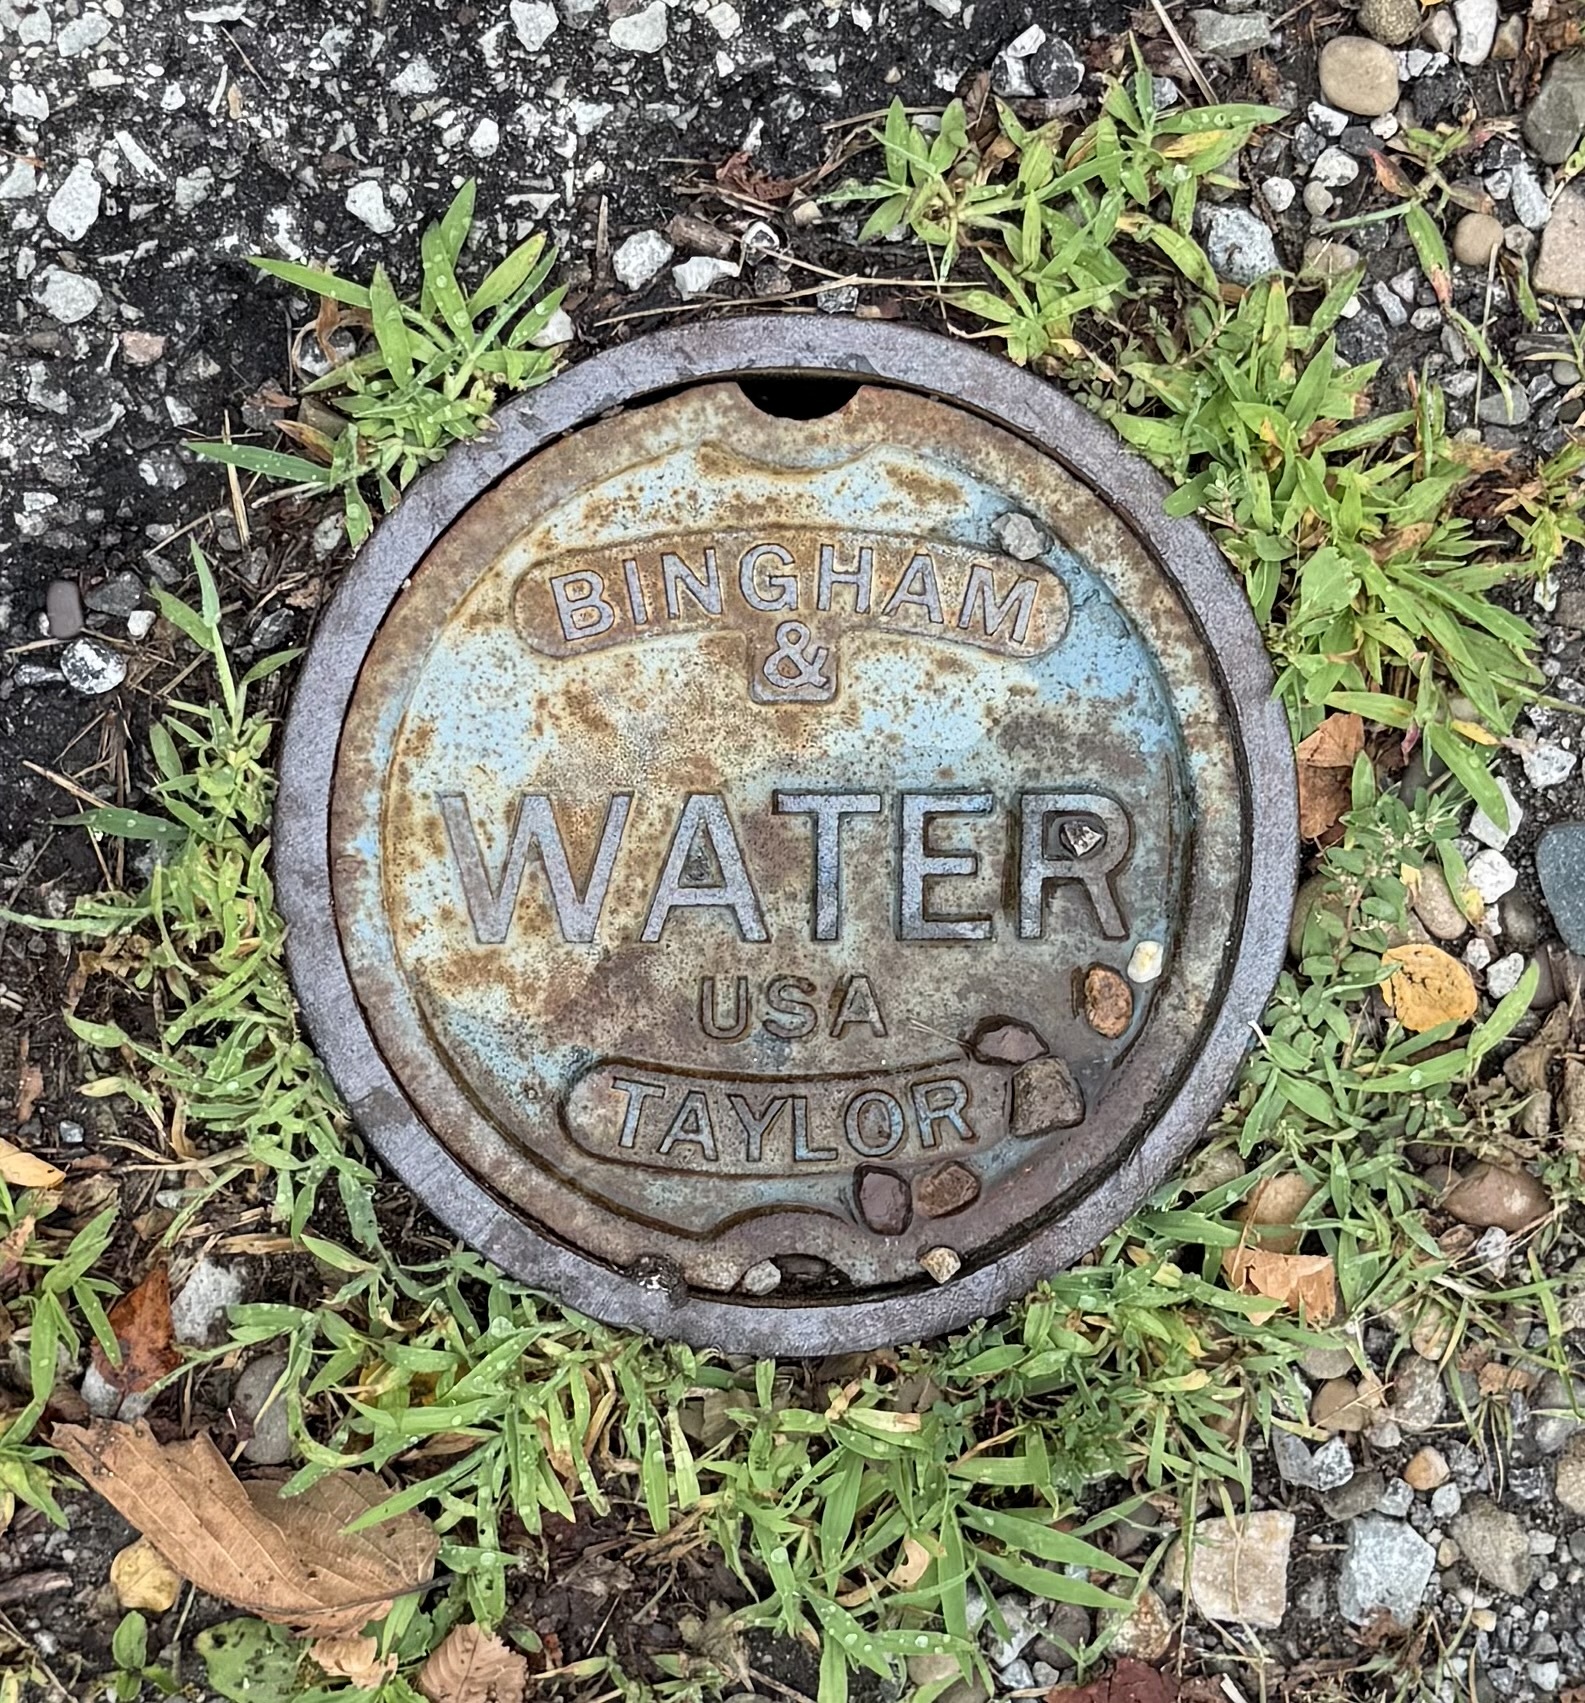 BINGHAM
&
WATER
USA
TAYLOR